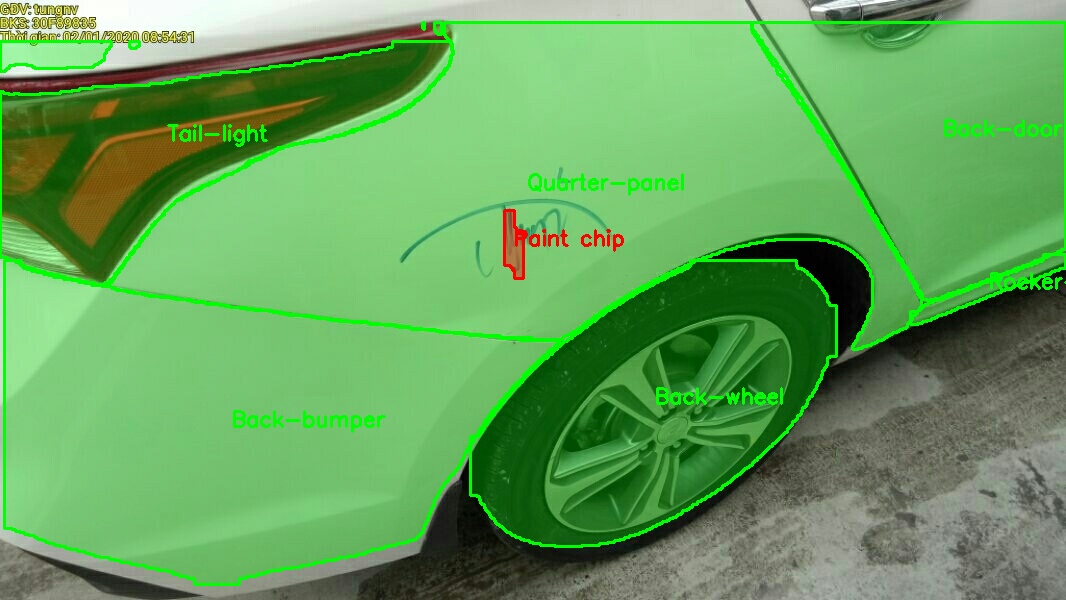 GĐV: tungnv
BKS: 30F89835
Thời gian: 02/01/2020 08:54:31
Tail-light
Back-door
Quarter-panel
Paint chip
Rocker-
Back-wheel
Back-bumper